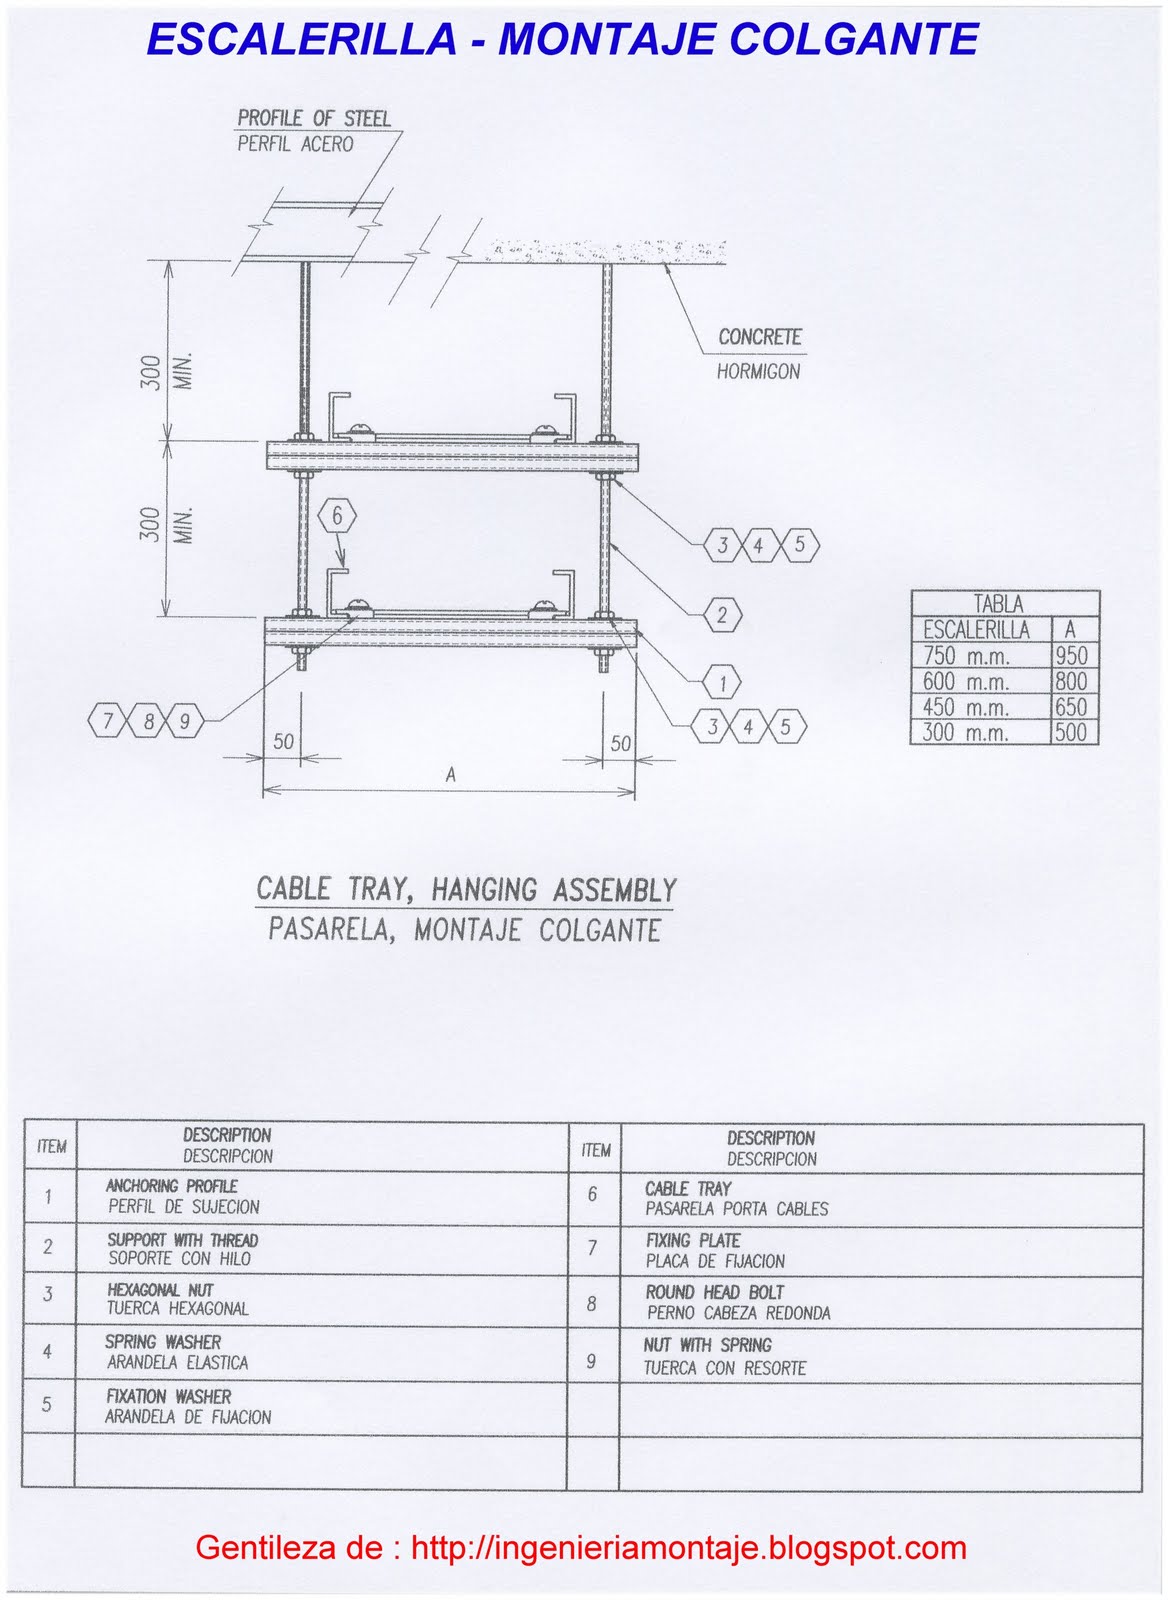 ESCALERILLA - MONTAJE COLGANTE
PROFILE OF STEEL
PERFIL ACERO
CONCRETE
HORMIGON
300
MIN.
300
MIN.
6
3 4 5
2
1
7 8 9
3 4 5
50
50
A
TABLA
ESCALERILLA A
750 m.m. 950
600 m.m. 800
450 m.m. 650
300 m.m. 500
CABLE TRAY, HANGING ASSEMBLY
PASARELA, MONTAJE COLGANTE
ITEM
DESCRIPTION
DESCRIPCION
ITEM
DESCRIPTION
DESCRIPCION
1
ANCHORING PROFILE
PERFIL DE SUJECION
6
CABLE TRAY
PASARELA PORTA CABLES
2
SUPPORT WITH THREAD
SOPORTE CON HILO
7
FIXING PLATE
PLACA DE FIJACION
3
HEXAGONAL NUT
TUERCA HEXAGONAL
8
ROUND HEAD BOLT
PERNO CABEZA REDONDA
4
SPRING WASHER
ARANDELA ELASTICA
9
NUT WITH SPRING
TUERCA CON RESORTE
5
FIXATION WASHER
ARANDELA DE FIJACION
Gentileza de : http://ingenieriamontaje.blogspot.com